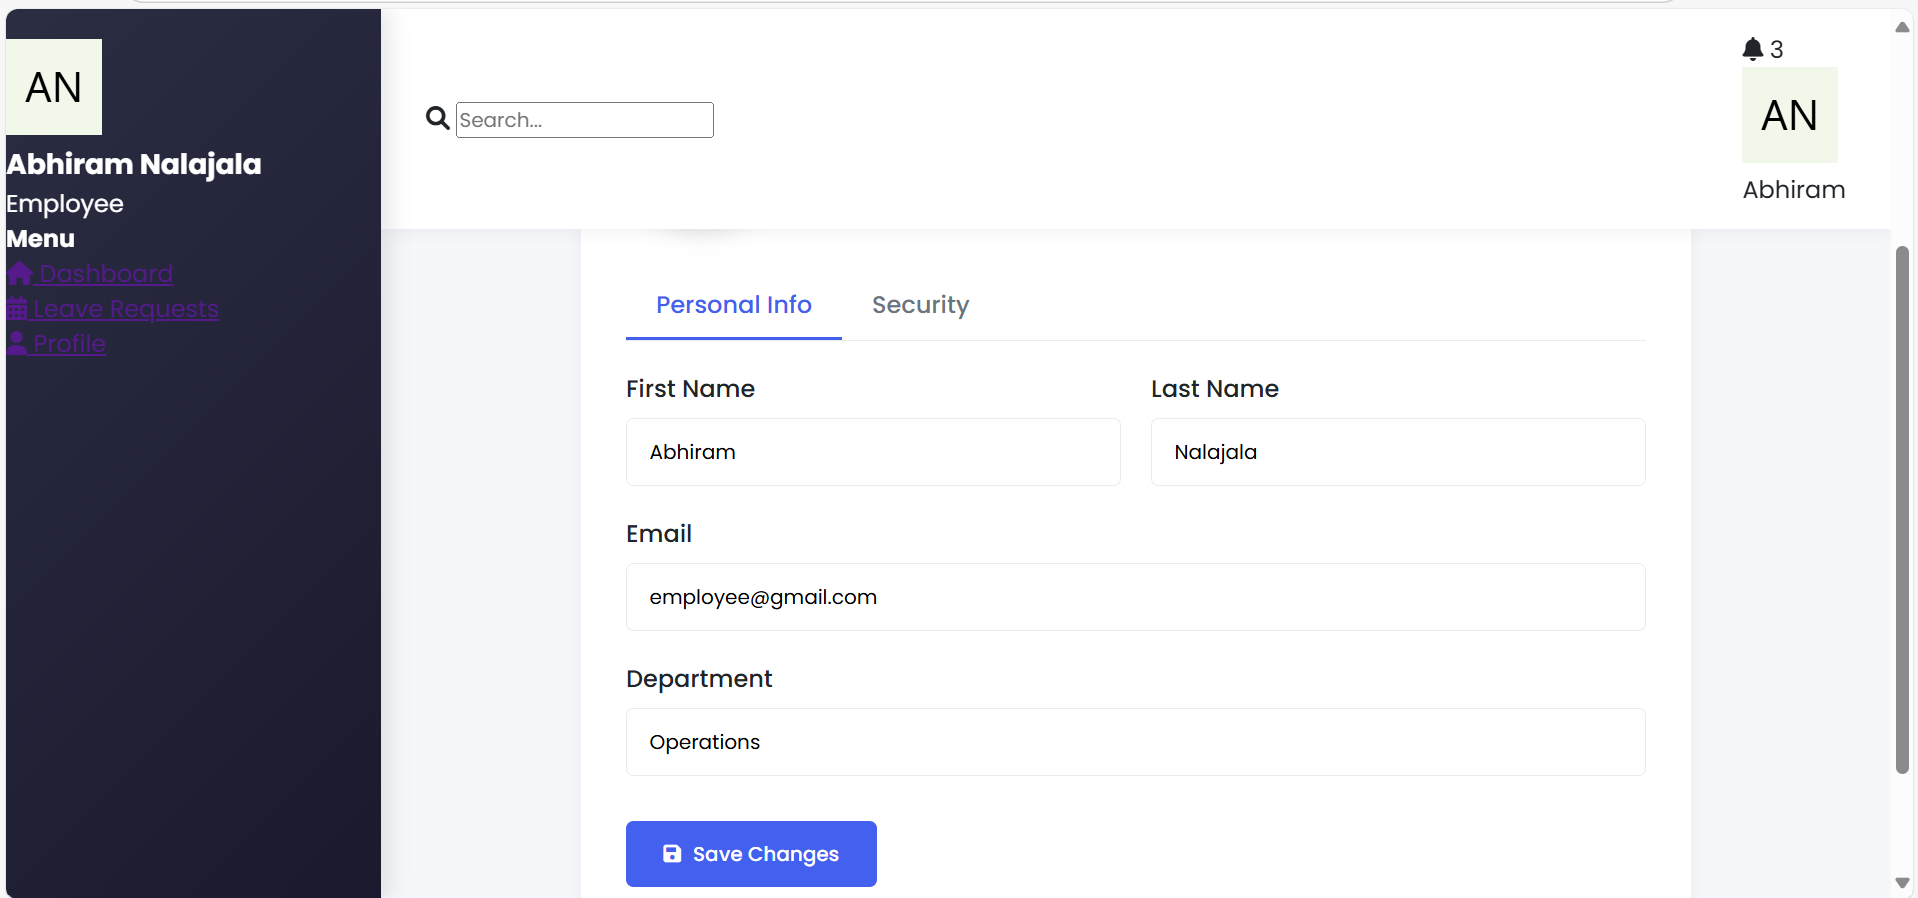 AN
Abhiram Nalajala
Employee
Menu
Dashboard
Leave Requests
Profile
Search...
3
AN
Abhiram
Personal Info
Security
First Name
Last Name
Abhiram
Nalajala
Email
employee@gmail.com
Department
Operations
Save Changes